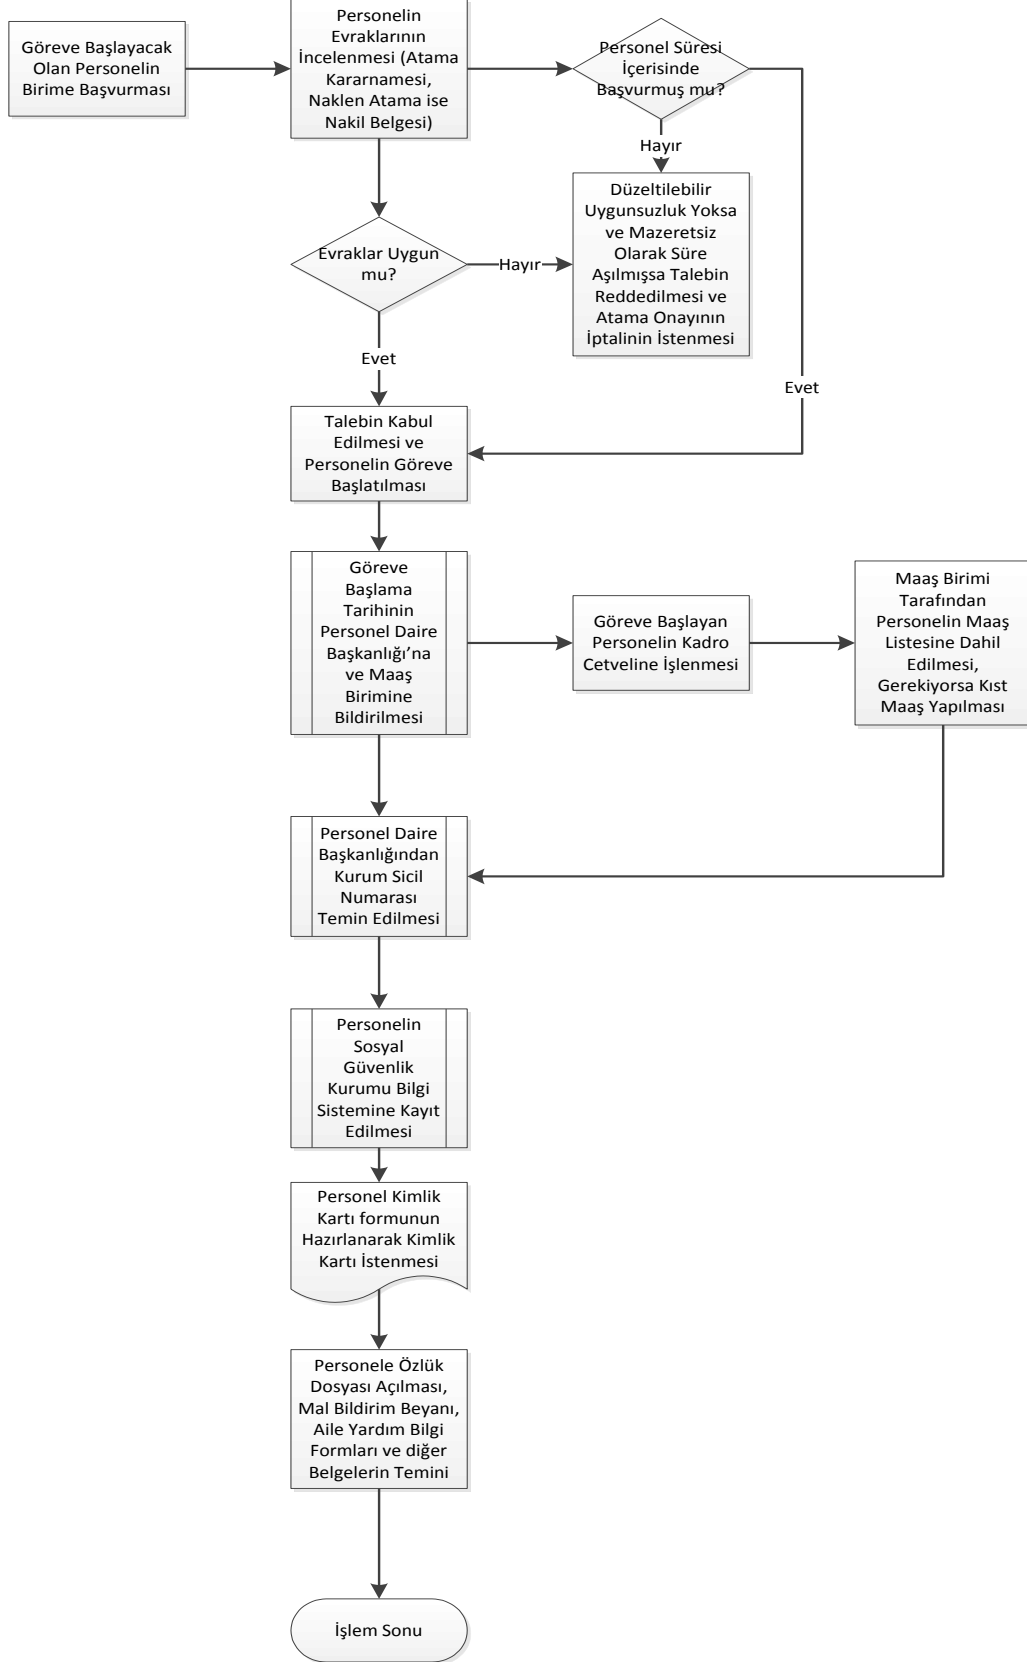 Göreve Başlayacak
Olan Personelin
Birime Başvurması
Personelin
Evraklarının
İncelenmesi (Atama
Kararnamesi,
Naklen Atama ise
Nakil Belgesi)
Personel Süresi
İçerisinde
Başvurmuş mu?
Hayır
Düzeltilebilir
Uygunsuzluk Yoksa
ve Mazeretsiz
Olarak Süre
Aşılmışsa Talebin
Reddedilmesi ve
Atama Onayının
İptalinin İstenmesi
Evraklar Uygun
mu?
Hayır
Evet
Evet
Talebin Kabul
Edilmesi ve
Personelin Göreve
Başlatılması
Göreve
Başlama
Tarihinin
Personel Daire
Başkanlığı’na
ve Maaş
Birimine
Bildirilmesi
Göreve Başlayan
Personelin Kadro
Cetveline İşlenmesi
Maaş Birimi
Tarafından
Personelin Maaş
Listesine Dahil
Edilmesi,
Gerekiyorsa Kıst
Maaş Yapılması
Personel Daire
Başkanlığından
Kurum Sicil
Numarası
Temin Edilmesi
Personelin
Sosyal
Güvenlik
Kurumu Bilgi
Sistemine Kayıt
Edilmesi
Personel Kimlik
Kartı formunun
Hazırlanarak Kimlik
Kartı İstenmesi
Personele Özlük
Dosyası Açılması,
Mal Bildirim Beyanı,
Aile Yardım Bilgi
Formları ve diğer
Belgelerin Temini
İşlem Sonu